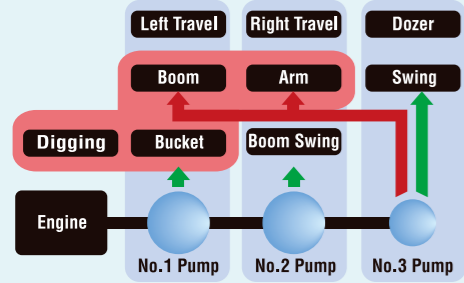 Left Travel
Right Travel
Dozer
Boom
Arm
Swing
Digging
Bucket
Boom Swing
Engine
No.1 Pump
No.2 Pump
No.3 Pump